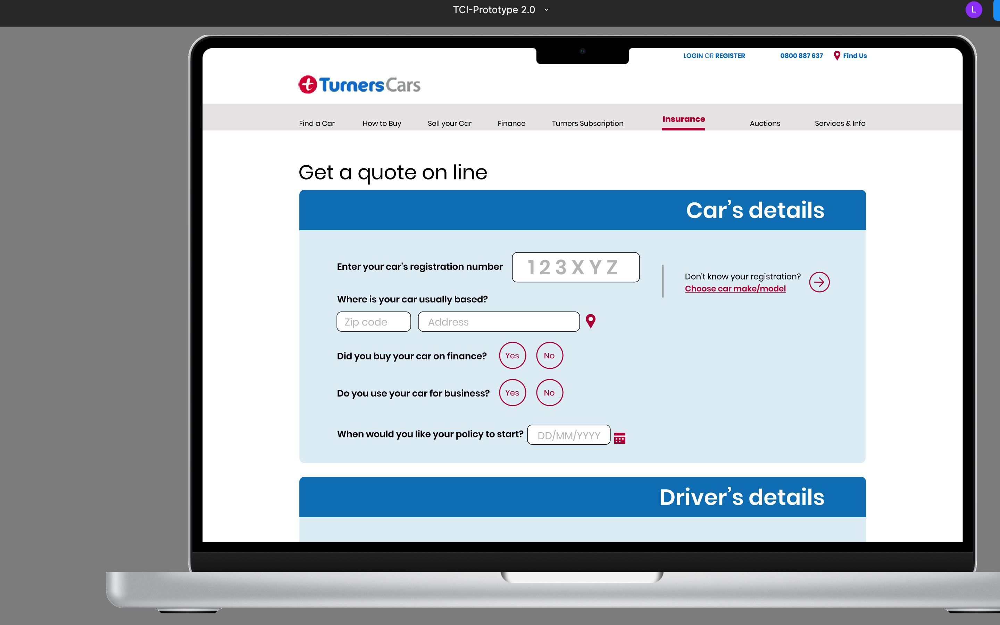 TCI-Prototype 2.0
L
LOGIN OR REGISTER
0800 887 637
Find Us
t TurnersCars
Find a Car
How to Buy
Sell your Car
Finance
Turners Subscription
Insurance
Auctions
Services & Info
Get a quote on line
Car’s details
Enter your car's registration number
123XYZ
Don't know your registration?
Choose car make/model
Where is your car usually based?
Zip code
Address
Did you buy your car on finance?
Yes
No
Do you use your car for business?
Yes
No
When would you like your policy to start?
DD/MM/YYYY
Driver’s details